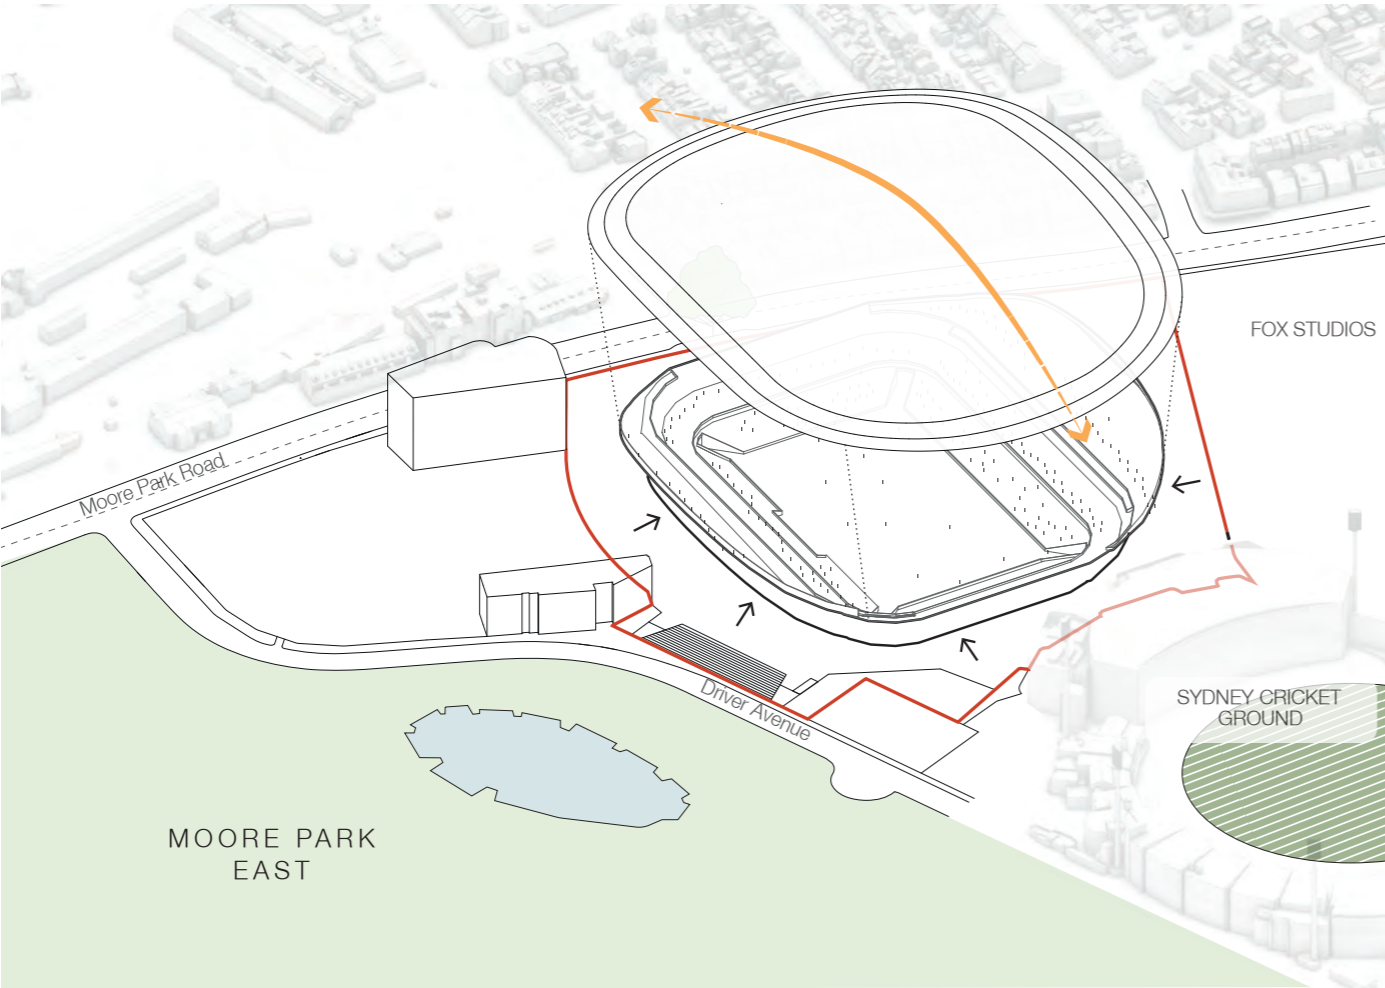 FOX STUDIOS
Moore Park Road
SYDNEY CRICKET
GROUND
Driver Avenue
MOORE PARK
EAST